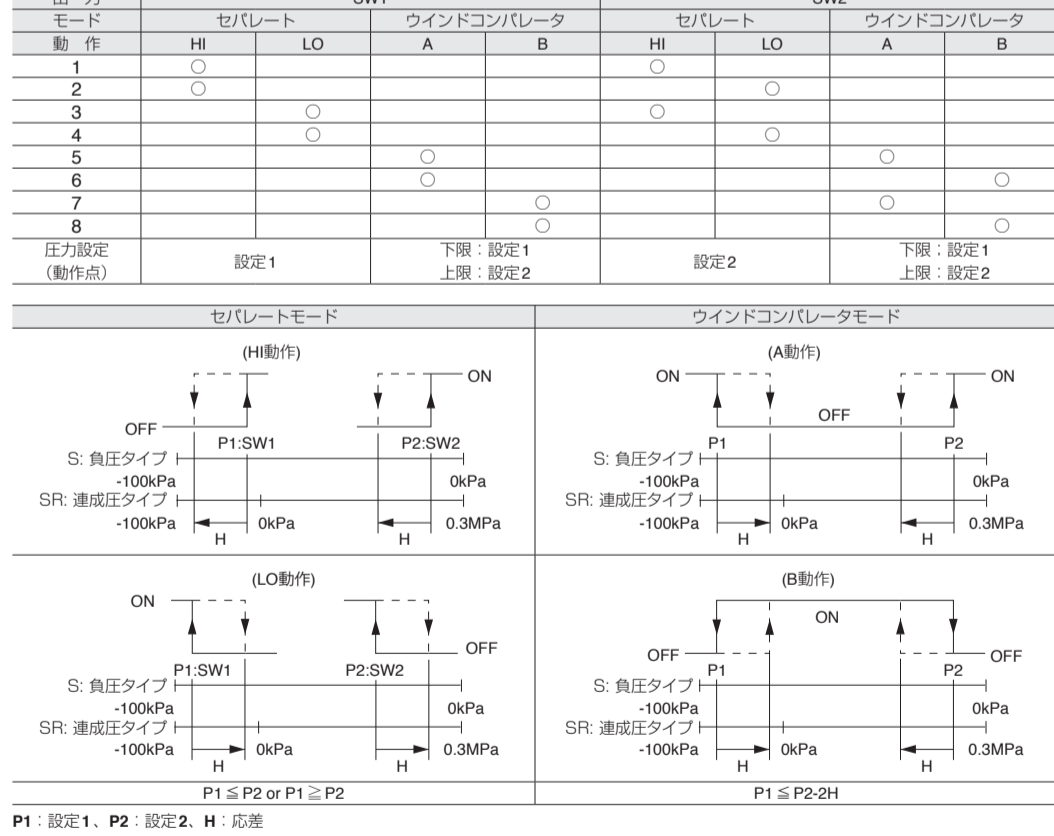 モード セパレート ウインドコンパレータ セパレート ウインドコンパレータ
動 作 HI LO A B HI LO A B
1 ○ ○
2 ○ ○
3 ○ ○
4 ○ ○
5 ○ ○
6 ○ ○
7 ○ ○
8 ○ ○
圧力設定 下限：設定1 下限：設定1
設定1 設定2
（動作点） 上限：設定2 上限：設定2
セパレートモード ウインドコンパレータモード
(HI動作) (A動作)
ON ON ON
OFF OFF
P1:SW1 P2:SW2 P1 P2
S: 負圧タイプ S: 負圧タイプ
-100kPa 0kPa -100kPa 0kPa
SR: 連成圧タイプ SR: 連成圧タイプ
-100kPa 0kPa 0.3MPa -100kPa 0kPa 0.3MPa
H H H H
(LO動作) (B動作)
ON ON
OFF OFF OFF
P1:SW1 P2:SW2 P1 P2
S: 負圧タイプ S: 負圧タイプ
-100kPa 0kPa -100kPa 0kPa
SR: 連成圧タイプ SR: 連成圧タイプ
-100kPa 0kPa 0.3MPa -100kPa 0kPa 0.3MPa
H H H H
P1≦P2 or P1≧P2 P1≦P2-2H
P1：設定1、P2：設定2、H：応差